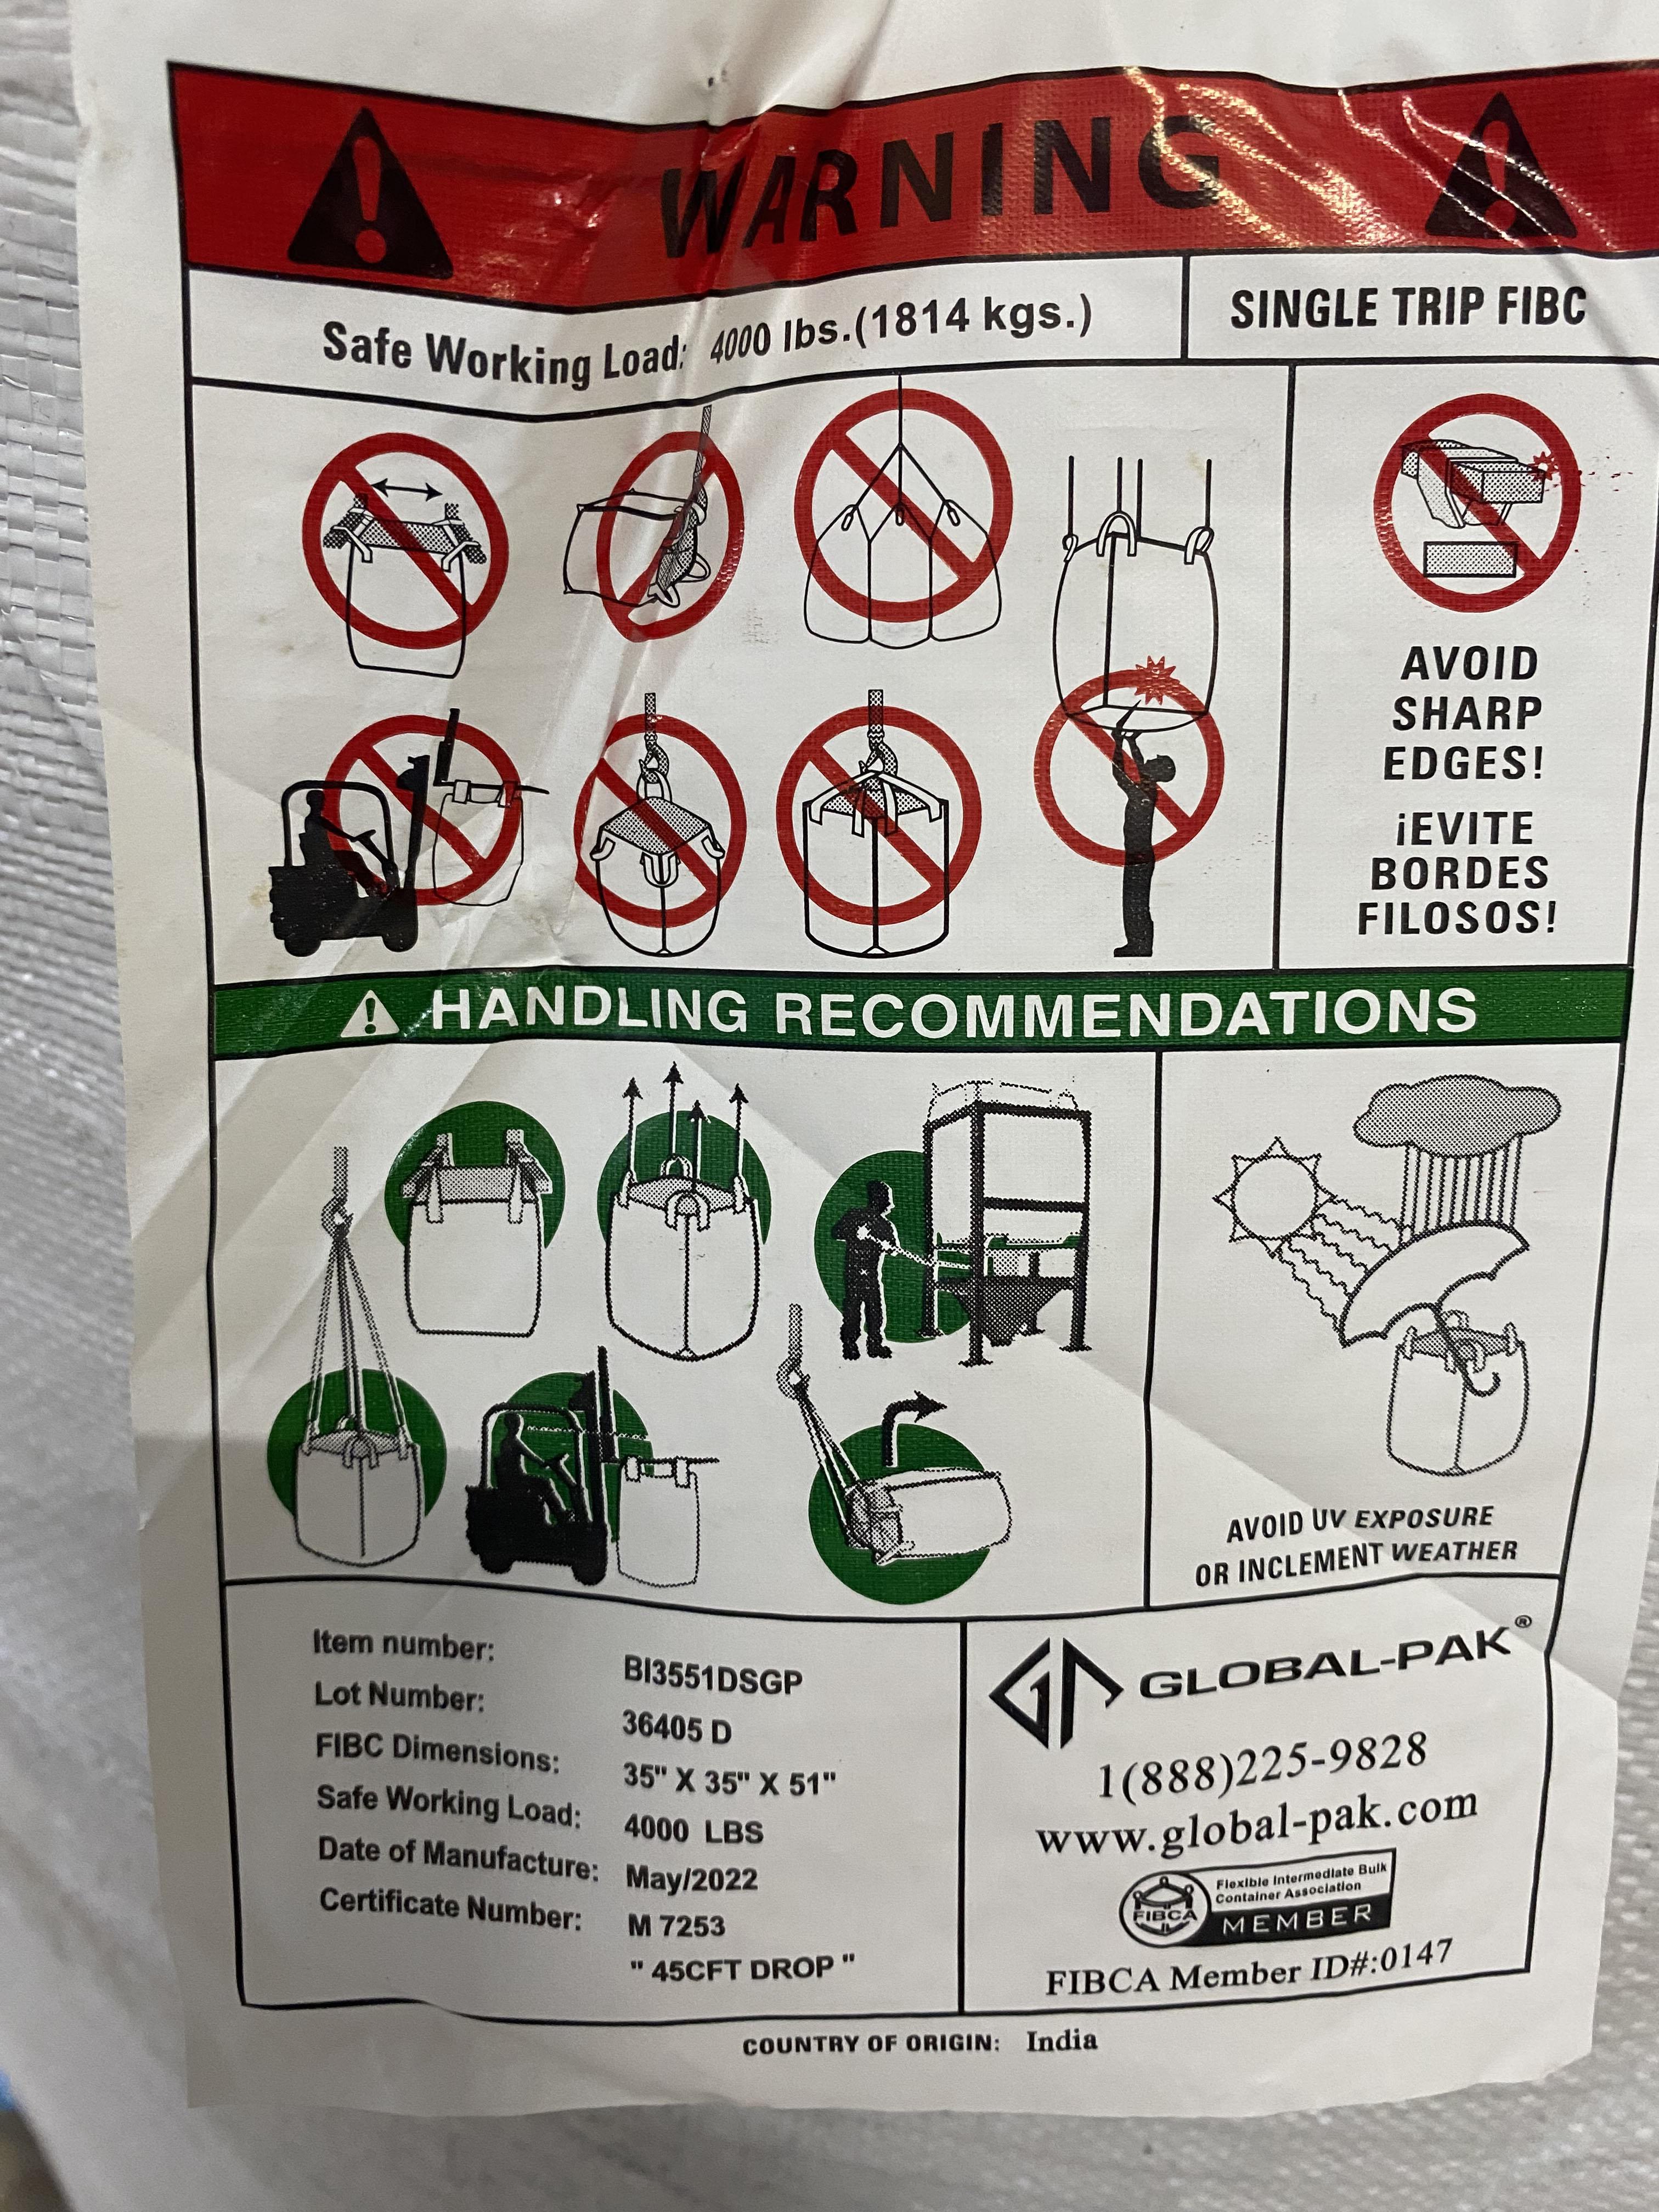 WARNING
Safe Working Load: 4000 lbs.(1814 kgs.)
SINGLE TRIP FIBC
AVOID
SHARP
EDGES!
¡EVITE
BORDES
FILOSOS!
HANDLING RECOMMENDATIONS
AVOID UV EXPOSURE
OR INCLEMENT WEATHER
Item number: BI3551DSGP
Lot Number: 36405 D
FIBC Dimensions: 35" X 35" X 51"
Safe Working Load: 4000 LBS
Date of Manufacture: May/2022
Certificate Number: M 7253
" 45CFT DROP "
GLOBAL-PAK®
1(888)225-9828
www.global-pak.com
FIBCA
Flexible Intermediate Bulk
Container Association
MEMBER
FIBCA Member ID#:0147
COUNTRY OF ORIGIN: India